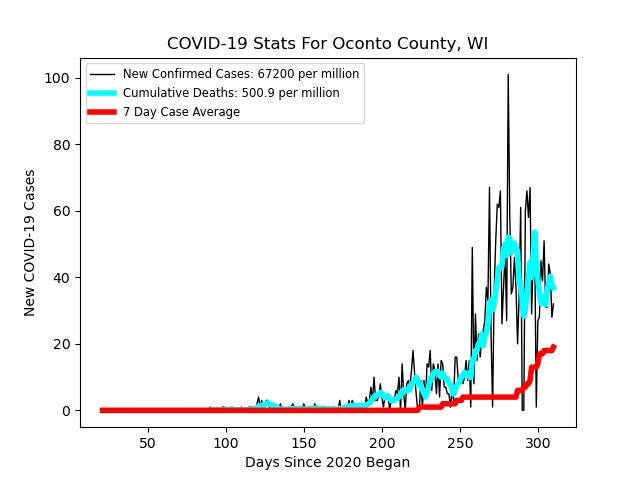 COVID-19 Stats For Oconto County, WI
New Confirmed Cases: 67200 per million
Cumulative Deaths: 500.9 per million
7 Day Case Average
100
80
60
40
20
0
New COVID-19 Cases
50 100 150 200 250 300
Days Since 2020 Began